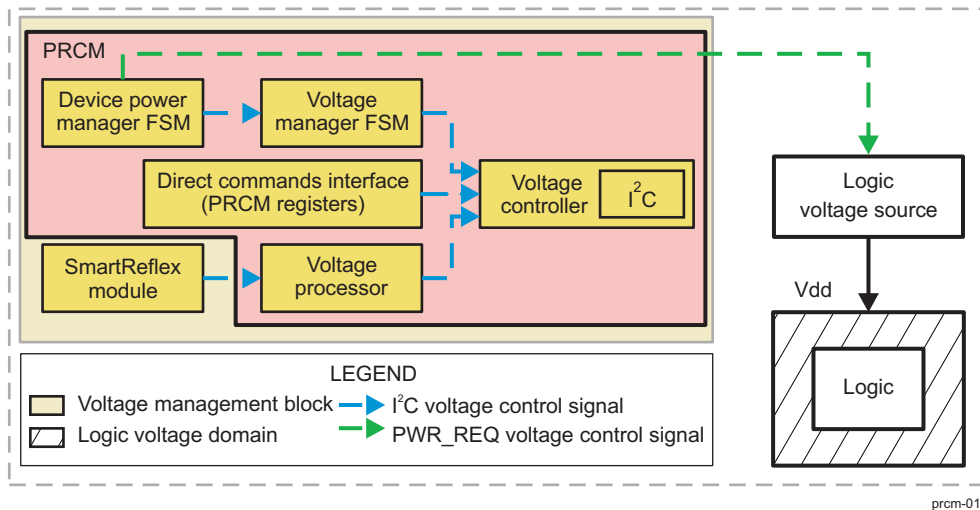 PRCM
Device power
manager FSM
Voltage
manager FSM
Direct commands interface
(PRCM registers)
Voltage
controller
I²C
SmartReflex
module
Voltage
processor
Logic
voltage source
Vdd
Logic
LEGEND
Voltage management block
I²C voltage control signal
Logic voltage domain
PWR_REQ voltage control signal
prcm-01